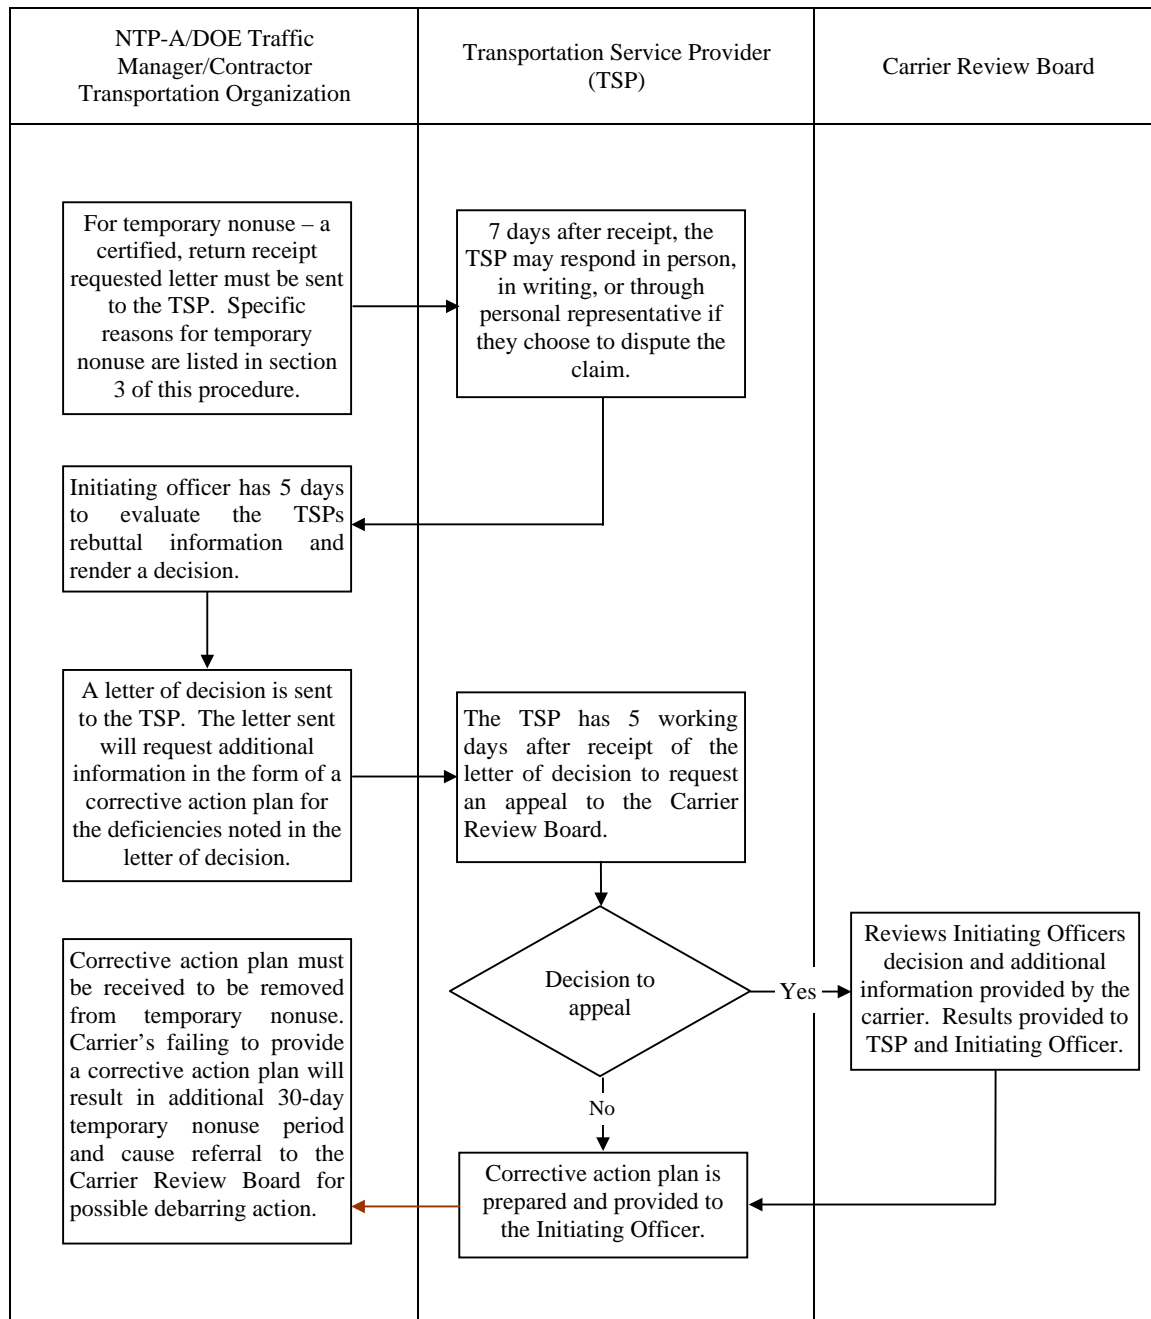 NTP-A/DOE Traffic
Manager/Contractor
Transportation Organization
Transportation Service Provider
(TSP)
Carrier Review Board
For temporary nonuse – a
certified, return receipt
requested letter must be sent
to the TSP.  Specific
reasons for temporary
nonuse are listed in section
3 of this procedure.
7 days after receipt, the
TSP may respond in person,
in writing, or through
personal representative if
they choose to dispute the
claim.
Initiating officer has 5 days
to evaluate the TSPs
rebuttal information and
render a decision.
A letter of decision is sent
to the TSP.  The letter sent
will request additional
information in the form of a
corrective action plan for
the deficiencies noted in the
letter of decision.
The TSP has 5 working
days after receipt of the
letter of decision to request
an appeal to the Carrier
Review Board.
Decision to
appeal
Yes
Reviews Initiating Officers
decision and additional
information provided by the
carrier.  Results provided to
TSP and Initiating Officer.
No
Corrective action plan must
be received to be removed
from temporary nonuse.
Carrier’s failing to provide
a corrective action plan will
result in additional 30-day
temporary nonuse period
and cause referral to the
Carrier Review Board for
possible debarring action.
Corrective action plan is
prepared and provided to
the Initiating Officer.